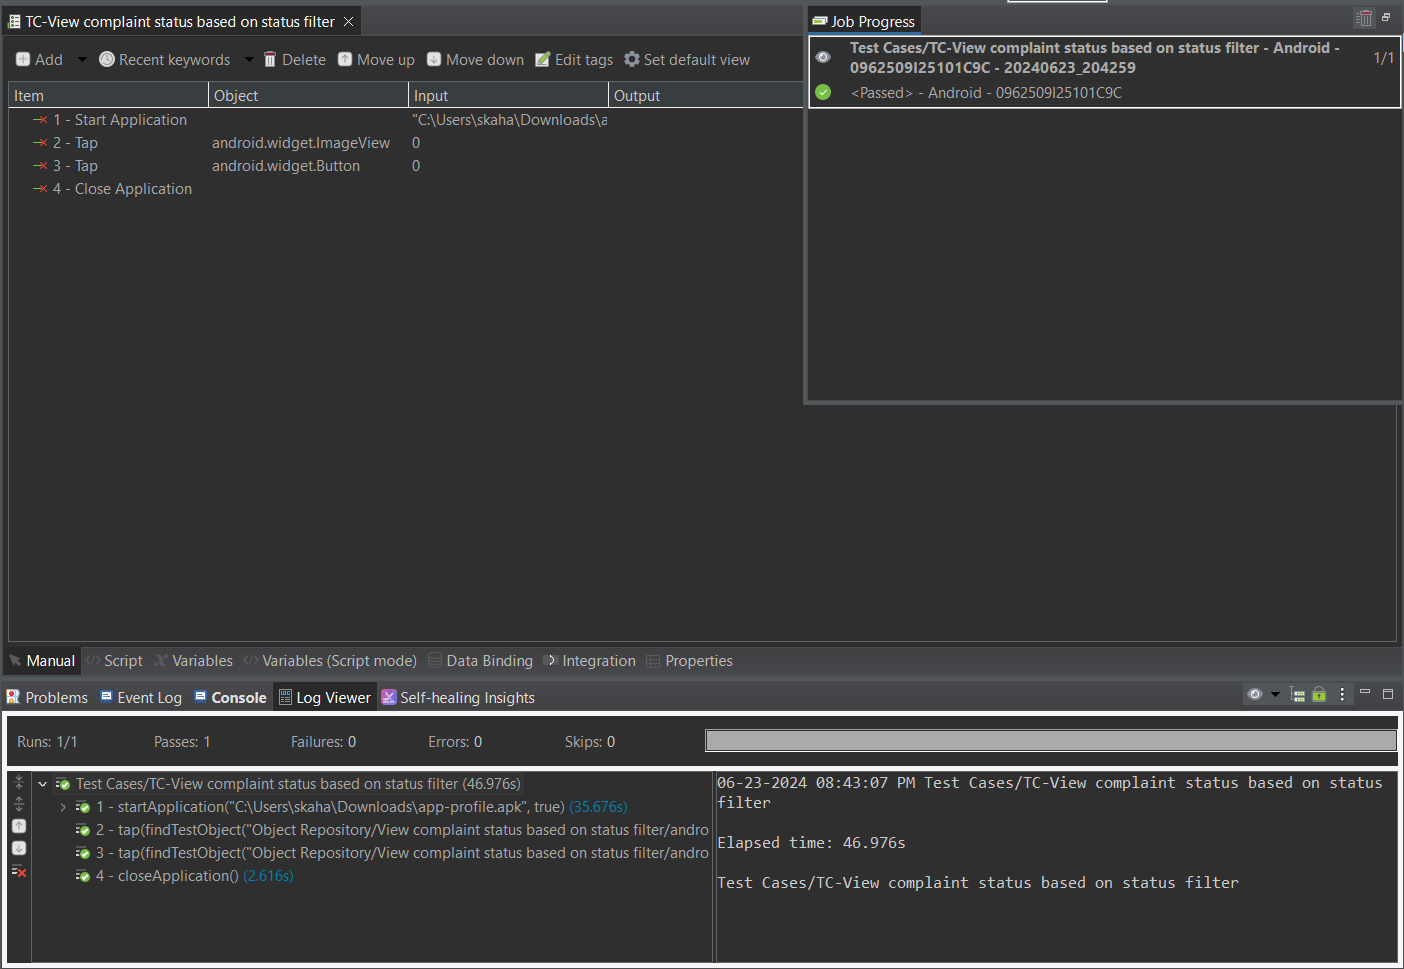 TC-View complaint status based on status filter
Job Progress
Add Recent keywords Delete Move up Move down Edit tags Set default view
Test Cases/TC-View complaint status based on status filter - Android - 0962509I25101C9C - 20240623_204259
1/1
<Passed> - Android - 0962509I25101C9C
Item Object Input Output
1 - Start Application "C:\Users\skaha\Downloads\a
2 - Tap android.widget.ImageView 0
3 - Tap android.widget.Button 0
4 - Close Application
Manual Script Variables Variables (Script mode) Data Binding Integration Properties
Problems Event Log Console Log Viewer Self-healing Insights
Runs: 1/1 Passes: 1 Failures: 0 Errors: 0 Skips: 0
Test Cases/TC-View complaint status based on status filter (46.976s)
1 - startApplication("C:\Users\skaha\Downloads\app-profile.apk", true) (35.676s)
2 - tap(findTestObject("Object Repository/View complaint status based on status filter/andro
3 - tap(findTestObject("Object Repository/View complaint status based on status filter/andro
4 - closeApplication() (2.616s)
06-23-2024 08:43:07 PM Test Cases/TC-View complaint status based on status
filter
Elapsed time: 46.976s
Test Cases/TC-View complaint status based on status filter